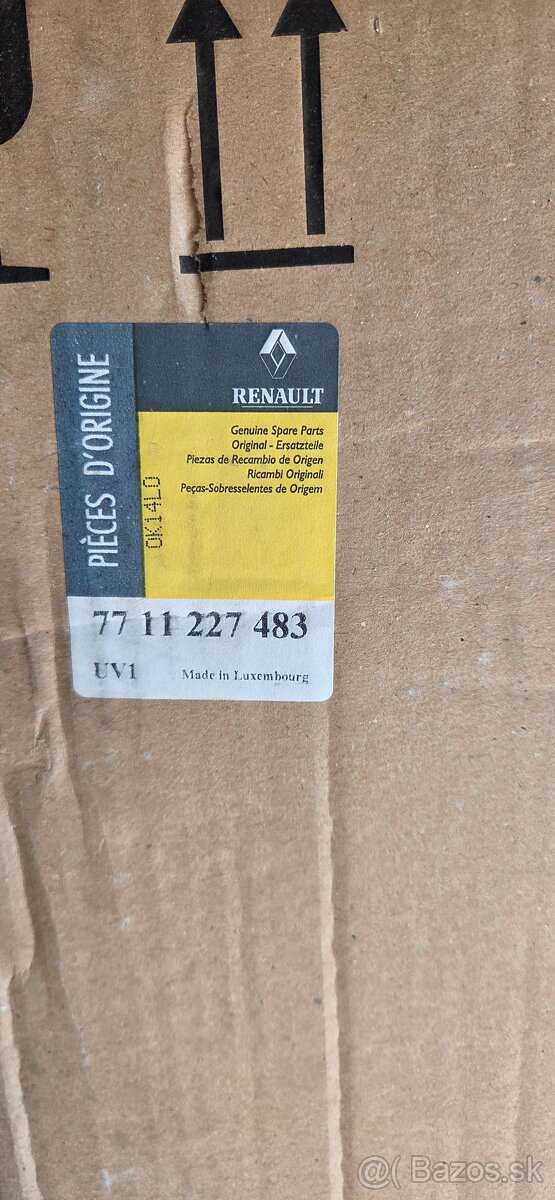 PIÈCES D'ORIGINE
RENAULT
Genuine Spare Parts
Original - Ersatzteile
Piezas de Recambio de Origen
Ricambi Originali
Peças-Sobresselentes de Origem
0K14L0
77 11 227 483
UV1 Made in Luxembourg
@( Bazos.sk